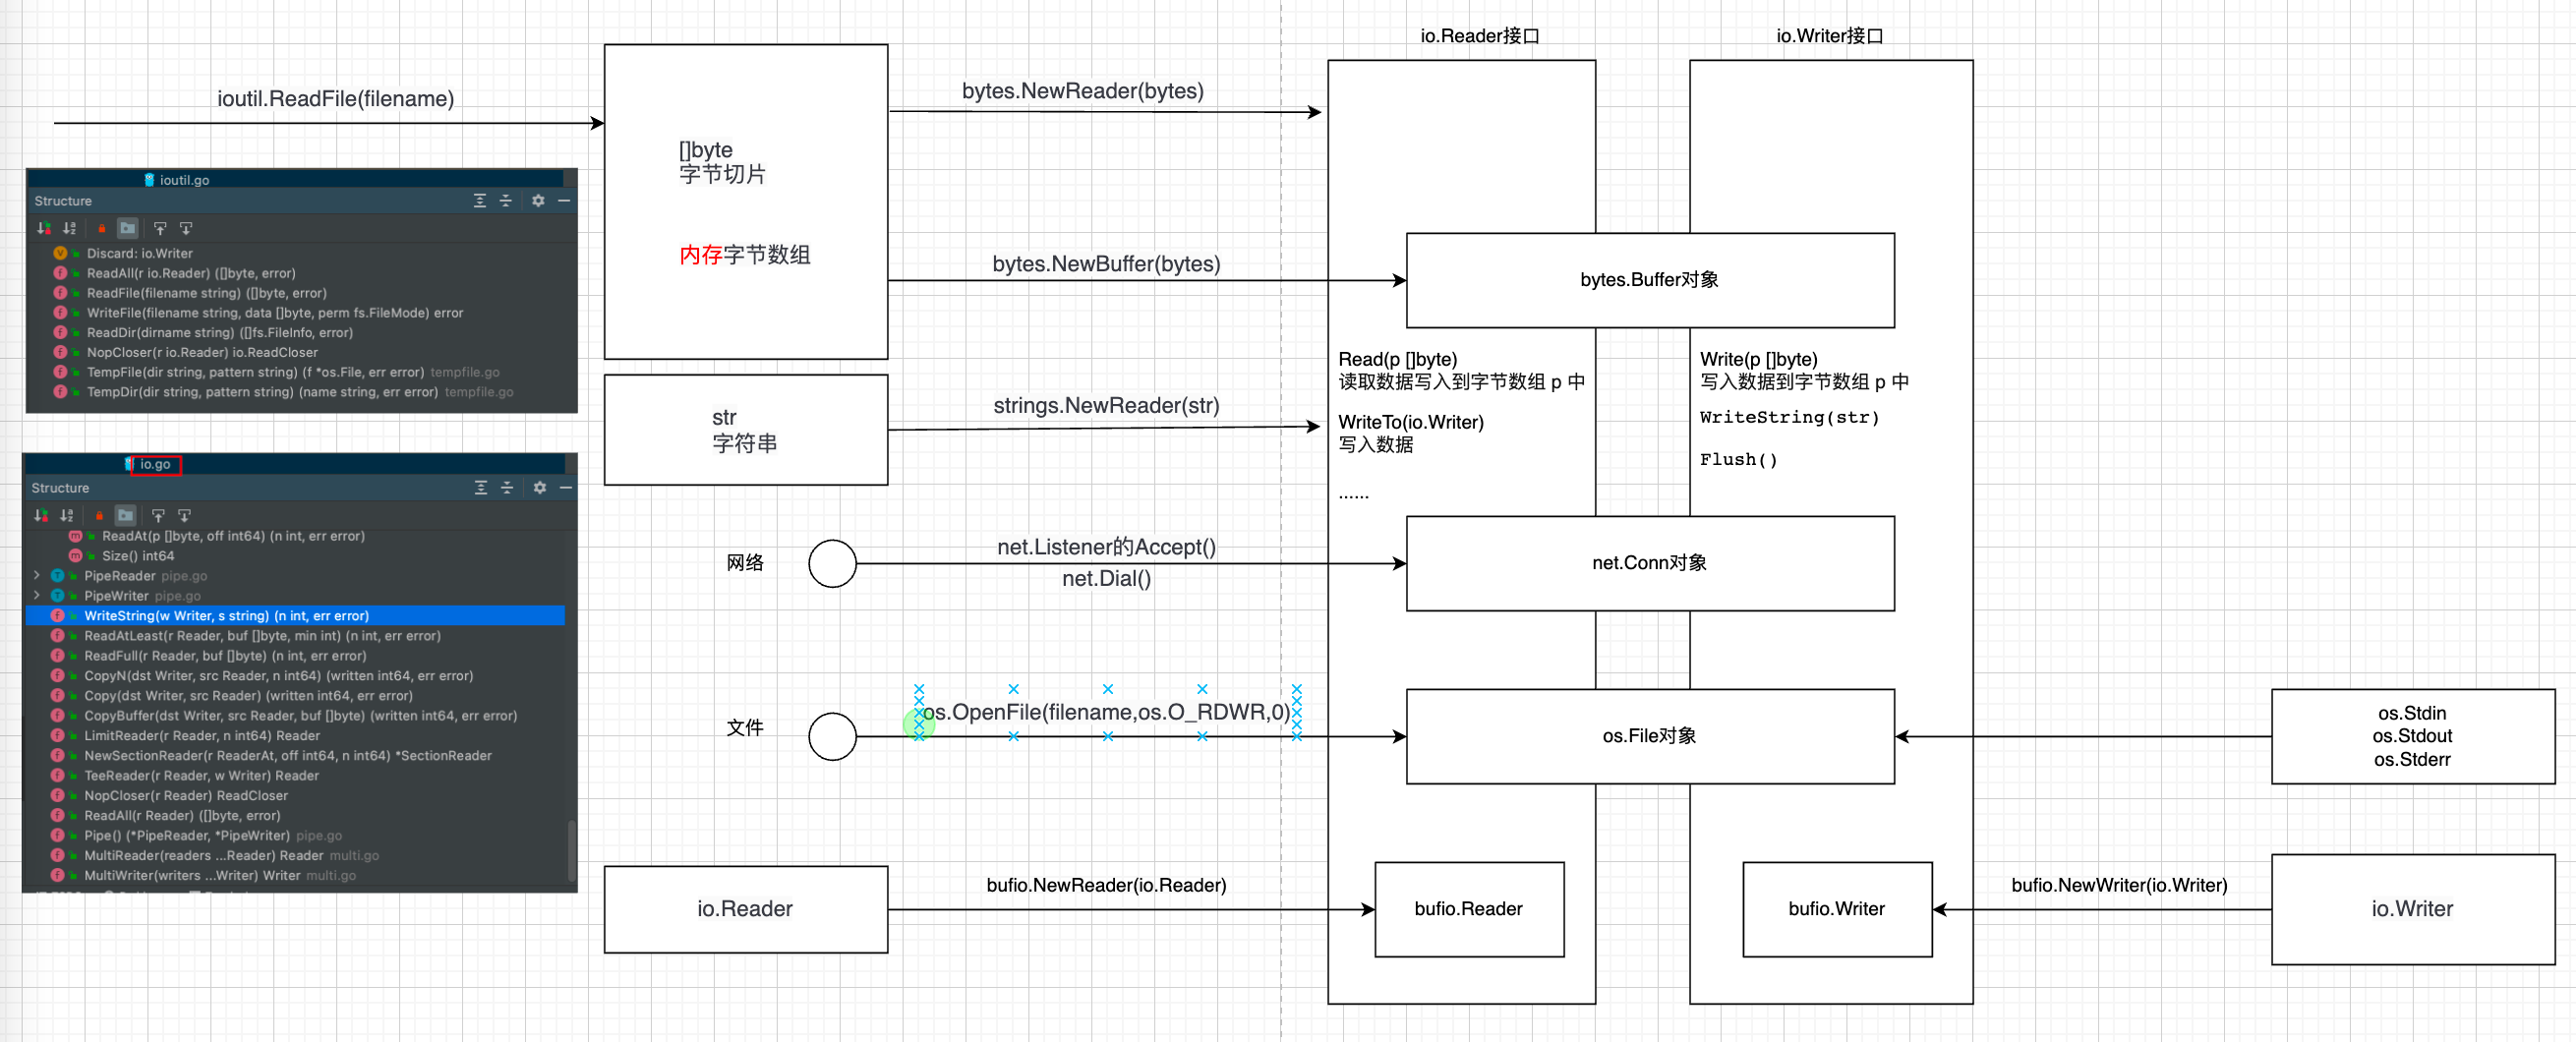 io.Reader接口
io.Writer接口
ioutil.ReadFile(filename)
[]byte
字节切片
内存字节数组
bytes.NewReader(bytes)
bytes.NewBuffer(bytes)
bytes.Buffer对象
ioutil.go
Structure
Discard: io.Writer
ReadAll(r io.Reader) ([]byte, error)
ReadFile(filename string) ([]byte, error)
WriteFile(filename string, data []byte, perm fs.FileMode) error
ReadDir(dirname string) ([]fs.FileInfo, error)
NopCloser(r io.Reader) io.ReadCloser
TempFile(dir string, pattern string) (f *os.File, err error) tempfile.go
TempDir(dir string, pattern string) (name string, err error) tempfile.go
Read(p []byte)
读取数据写入到字节数组 p 中
WriteTo(io.Writer)
写入数据
......
Write(p []byte)
写入数据到字节数组 p 中
WriteString(str)
Flush()
str
字符串
strings.NewReader(str)
io.go
Structure
ReadAt(p []byte, off int64) (n int, err error)
Size() int64
PipeReader pipe.go
PipeWriter pipe.go
WriteString(w Writer, s string) (n int, err error)
ReadAtLeast(r Reader, buf []byte, min int) (n int, err error)
ReadFull(r Reader, buf []byte) (n int, err error)
CopyN(dst Writer, src Reader, n int64) (written int64, err error)
Copy(dst Writer, src Reader) (written int64, err error)
CopyBuffer(dst Writer, src Reader, buf []byte) (written int64, err error)
LimitReader(r Reader, n int64) Reader
NewSectionReader(r ReaderAt, off int64, n int64) *SectionReader
TeeReader(r Reader, w Writer) Reader
NopCloser(r Reader) ReadCloser
ReadAll(r Reader) ([]byte, error)
Pipe() (*PipeReader, *PipeWriter) pipe.go
MultiReader(readers ...Reader) Reader multi.go
MultiWriter(writers ...Writer) Writer multi.go
网络
net.Listener的Accept()
net.Dial()
net.Conn对象
文件
os.OpenFile(filename,os.O_RDWR,0)
os.File对象
os.Stdin
os.Stdout
os.Stderr
io.Reader
bufio.NewReader(io.Reader)
bufio.Reader
bufio.Writer
bufio.NewWriter(io.Writer)
io.Writer